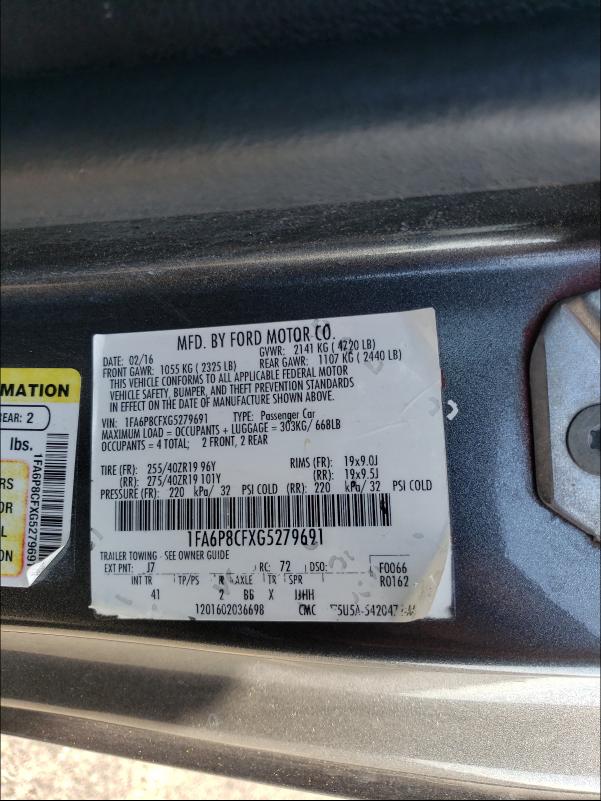 MFD. BY FORD MOTOR CO.
DATE: 02/16 GVWR: 2141 KG ( 4720 LB)
FRONT GAWR: 1055 KG ( 2325 LB) REAR GAWR: 1107 KG ( 2440 LB)
THIS VEHICLE CONFORMS TO ALL APPLICABLE FEDERAL MOTOR
VEHICLE SAFETY, BUMPER, AND THEFT PREVENTION STANDARDS
IN EFFECT ON THE DATE OF MANUFACTURE SHOWN ABOVE.
VIN: 1FA6P8CFXG5279691 TYPE: Passenger Car
MAXIMUM LOAD = OCCUPANTS + LUGGAGE = 303KG/ 668LB
OCCUPANTS = 4 TOTAL; 2 FRONT, 2 REAR
TIRE (FR): 255/40ZR19 96Y RIMS (FR): 19x9.0J
(RR): 275/40ZR19 101Y (RR): 19x9.5J
PRESSURE (FR): 220 kPa/ 32 PSI COLD (RR): 220 kPa/ 32 PSI COLD
1FA6P8CFXG5279691
TRAILER TOWING - SEE OWNER GUIDE
EXT PNT: J7 RC: 72 DSO: F0066
R0162
INT TR TP/PS R AXLE TR SPR
41 2 BG X
1201602036698 CMC
MATION
REAR: 2
lbs.
1FA6P8CFXG527969